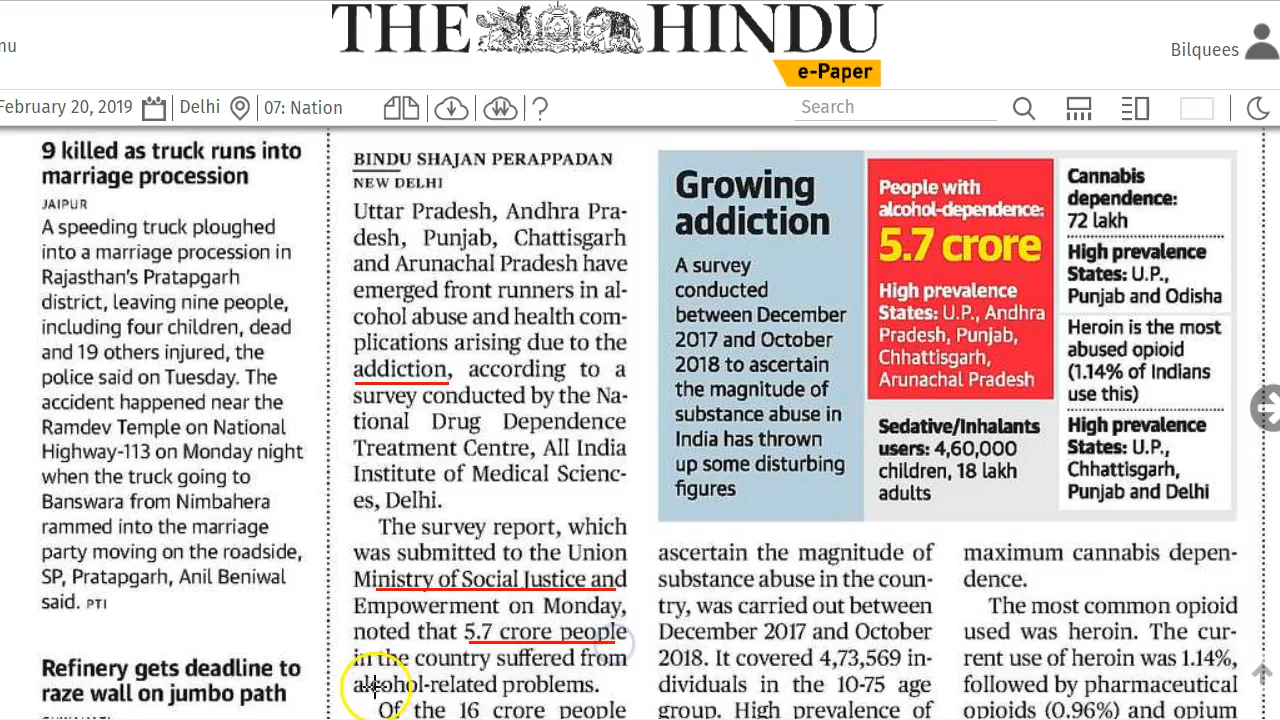 THE HINDU
e-Paper
nu
Bilquees
February 20, 2019
Delhi
07: Nation
?
Search
9 killed as truck runs into
marriage procession
JAIPUR
A speeding truck ploughed
into a marriage procession in
Rajasthan's Pratapgarh
district, leaving nine people,
including four children, dead
and 19 others injured, the
police said on Tuesday. The
accident happened near the
Ramdev Temple on National
Highway-113 on Monday night
when the truck going to
Banswara from Nimbahera
rammed into the marriage
party moving on the roadside,
SP, Pratapgarh, Anil Beniwal
said. PTI
Refinery gets deadline to
raze wall on jumbo path
BINDU SHAJAN PERAPPADAN
NEW DELHI
Uttar Pradesh, Andhra Pra-
desh, Punjab, Chattisgarh
and Arunachal Pradesh have
emerged front runners in al-
cohol abuse and health com-
plications arising due to the
addiction, according to a
survey conducted by the Na-
tional Drug Dependence
Treatment Centre, All India
Institute of Medical Scienc-
es, Delhi.
The survey report, which
was submitted to the Union
Ministry of Social Justice and
Empowerment on Monday,
noted that 5.7 crore people
in the country suffered from
alcohol-related problems.
Of the 16 crore people
Growing
addiction
A survey
conducted
between December
2017 and October
2018 to ascertain
the magnitude of
substance abuse in
India has thrown
up some disturbing
figures
People with
alcohol-dependence:
5.7 crore
High prevalence
States: U.P., Andhra
Pradesh, Punjab,
Chhattisgarh,
Arunachal Pradesh
Sedative/Inhalants
users: 4,60,000
children, 18 lakh
adults
Cannabis
dependence:
72 lakh
High prevalence
States: U.P.,
Punjab and Odisha
Heroin is the most
abused opioid
(1.14% of Indians
use this)
High prevalence
States: U.P.,
Chhattisgarh,
Punjab and Delhi
ascertain the magnitude of
substance abuse in the coun-
try, was carried out between
December 2017 and October
2018. It covered 4,73,569 in-
dividuals in the 10-75 age
group. High prevalence of
maximum cannabis depen-
dence.
The most common opioid
used was heroin. The cur-
rent use of heroin was 1.14%,
followed by pharmaceutical
opioids (0.96%) and opium